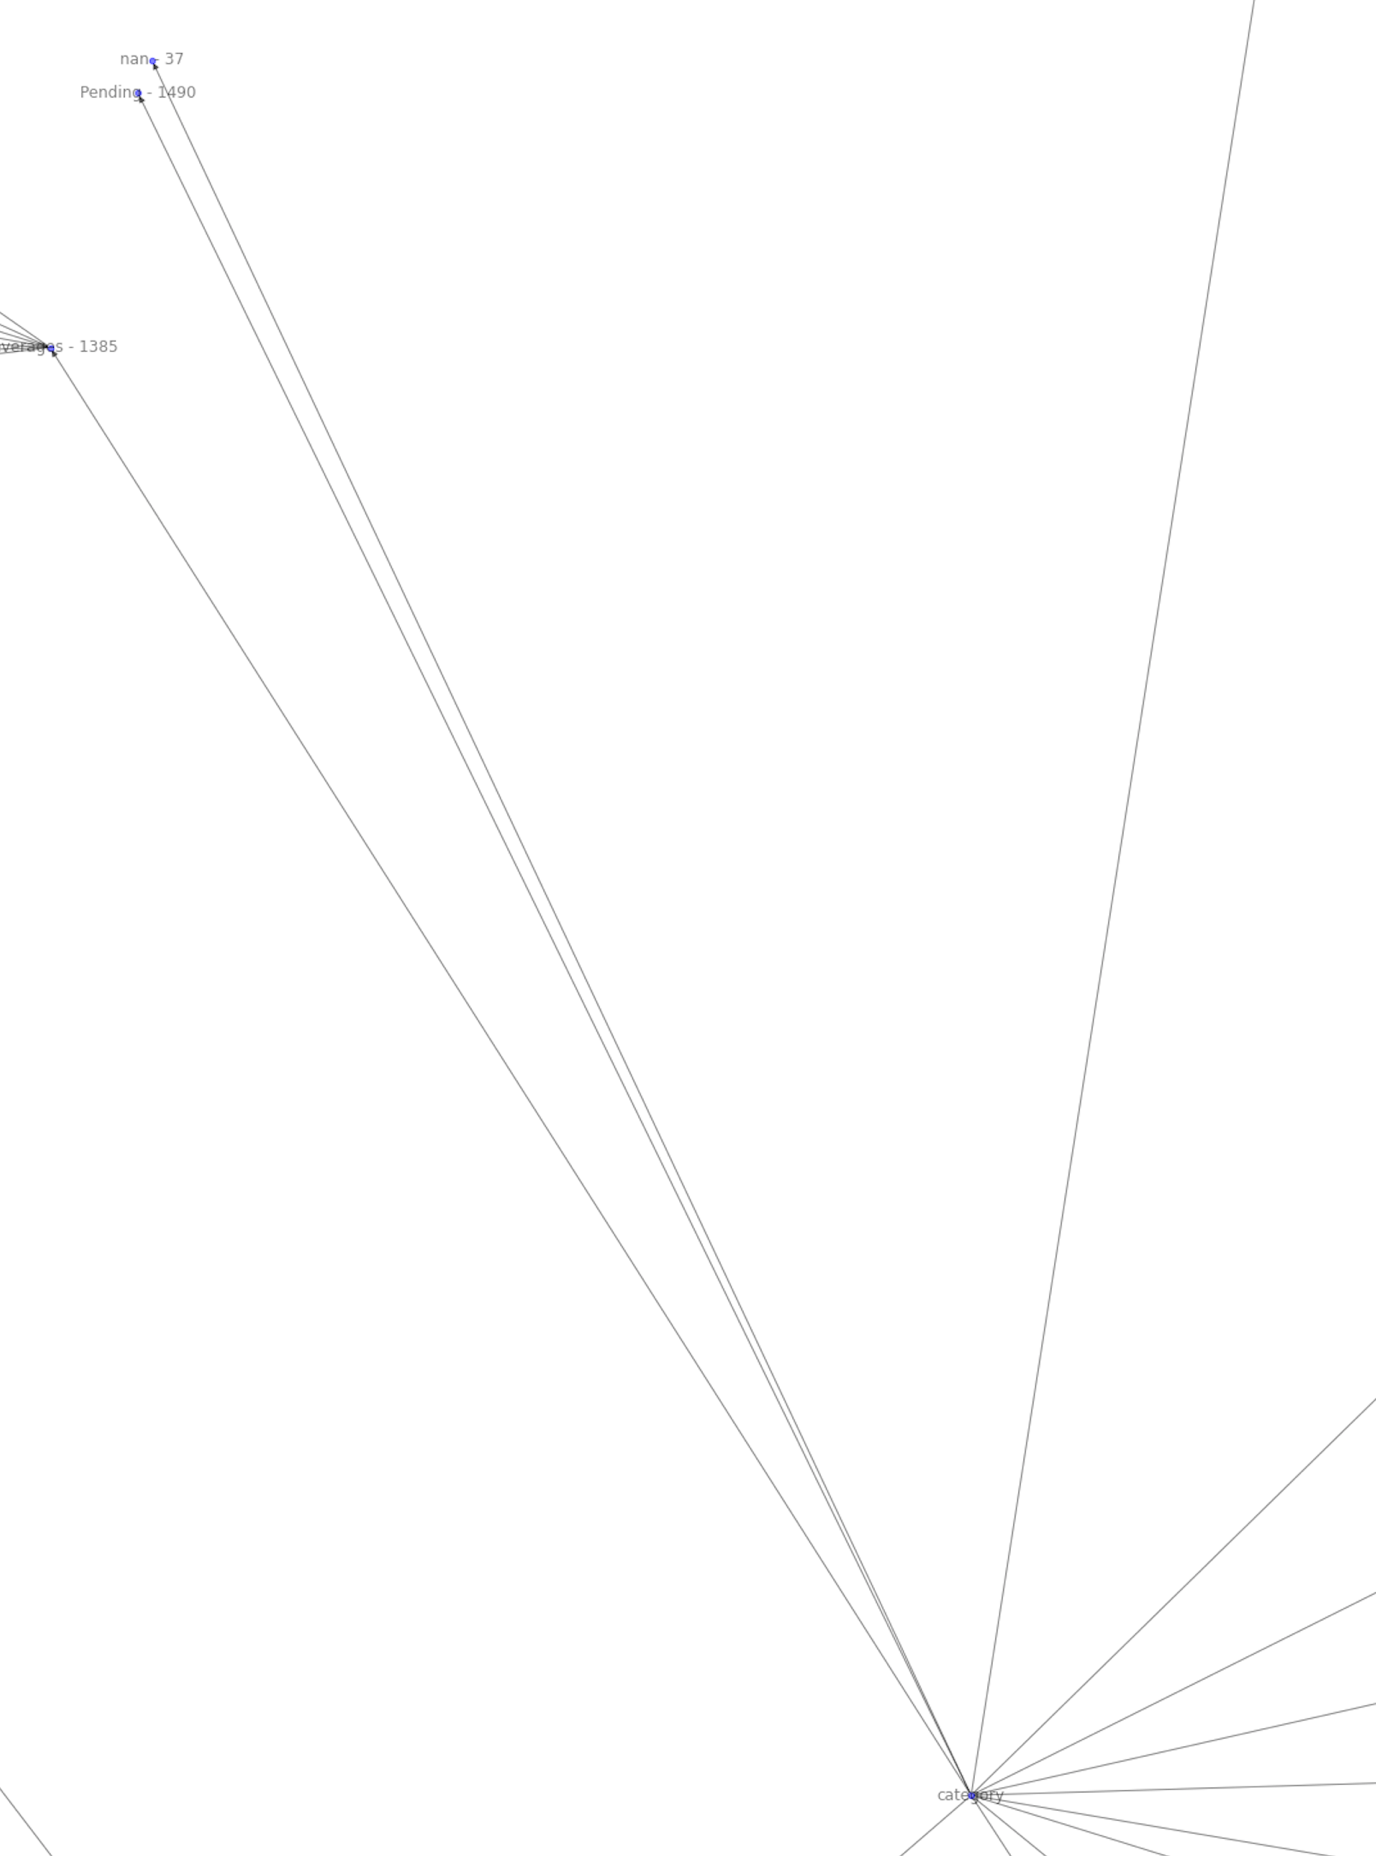 nan - 37
Pending - 1490
verages - 1385
category